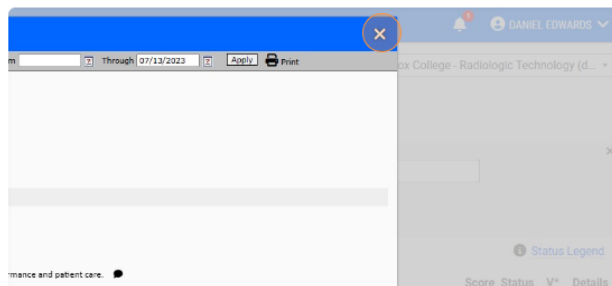 DANIEL EDWARDS
m Through 07/13/2023 Apply Print
ox College - Radiologic Technology (d...
Status Legend
rmance and patient care.
Score Status V* Details